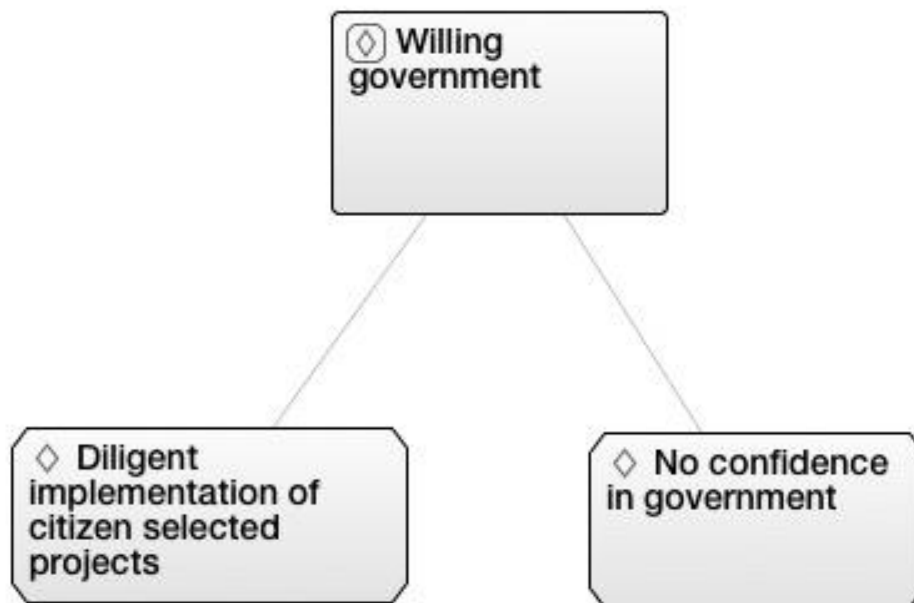 Willing
government
Diligent
implementation of
citizen selected
projects
No confidence
in government